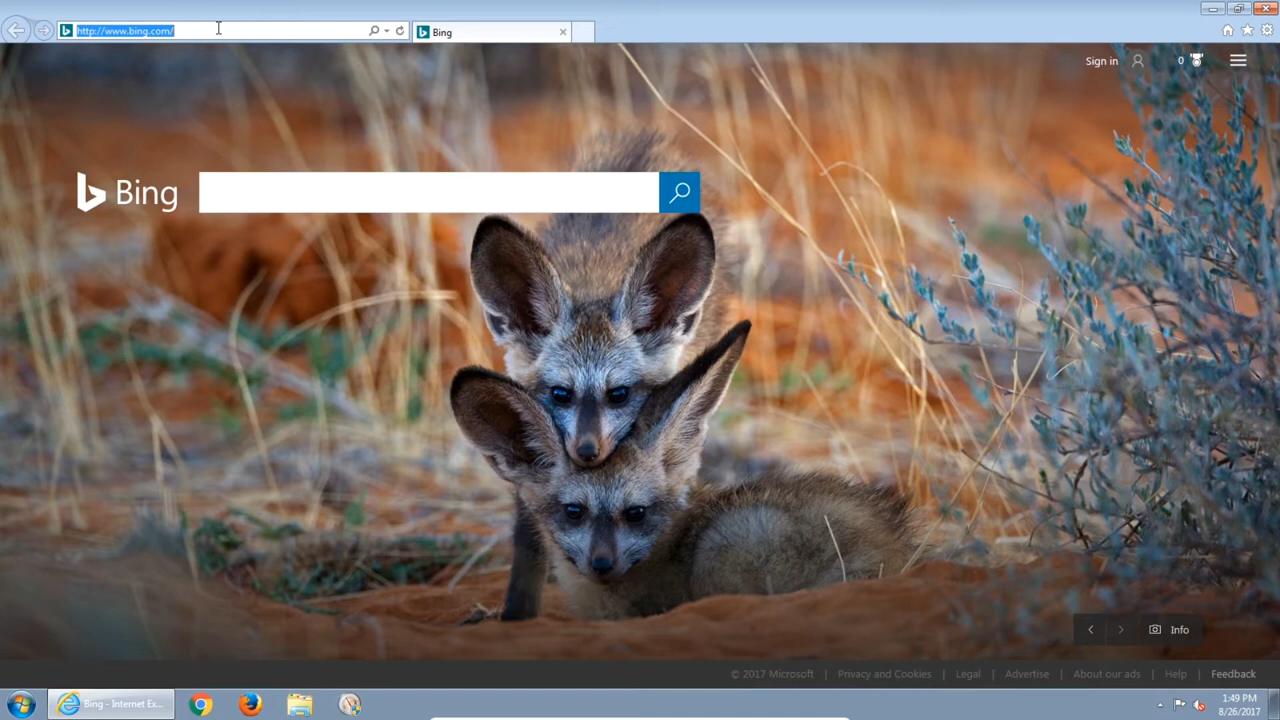 http://www.bing.com/
Bing
Sign in
0
Bing
Info
© 2017 Microsoft | Privacy and Cookies | Legal | Advertise | About our ads | Help | Feedback
Bing - Internet Ex...
1:49 PM
8/26/2017